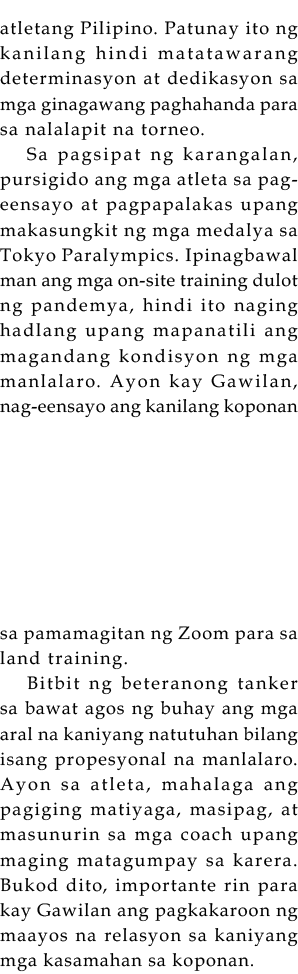 atletang Pilipino. Patunay ito ng
kanilang hindi matatawarang
determinasyon at dedikasyon sa
mga ginagawang paghahanda para
sa nalalapit na torneo.
Sa pagsipat ng karangalan,
pursigido ang mga atleta sa pag-
eensayo at pagpapalakas upang
makasungkit ng mga medalya sa
Tokyo Paralympics. Ipinagbawal
man ang mga on-site training dulot
ng pandemya, hindi ito naging
hadlang upang mapanatili ang
magandang kondisyon ng mga
manlalaro. Ayon kay Gawilan,
nag-eensayo ang kanilang koponan
sa pamamagitan ng Zoom para sa
land training.
Bitbit ng beteranong tanker
sa bawat agos ng buhay ang mga
aral na kaniyang natutuhan bilang
isang propesyonal na manlalaro.
Ayon sa atleta, mahalaga ang
pagiging matiyaga, masipag, at
masunurin sa mga coach upang
maging matagumpay sa karera.
Bukod dito, importante rin para
kay Gawilan ang pagkakaroon ng
maayos na relasyon sa kaniyang
mga kasamahan sa koponan.